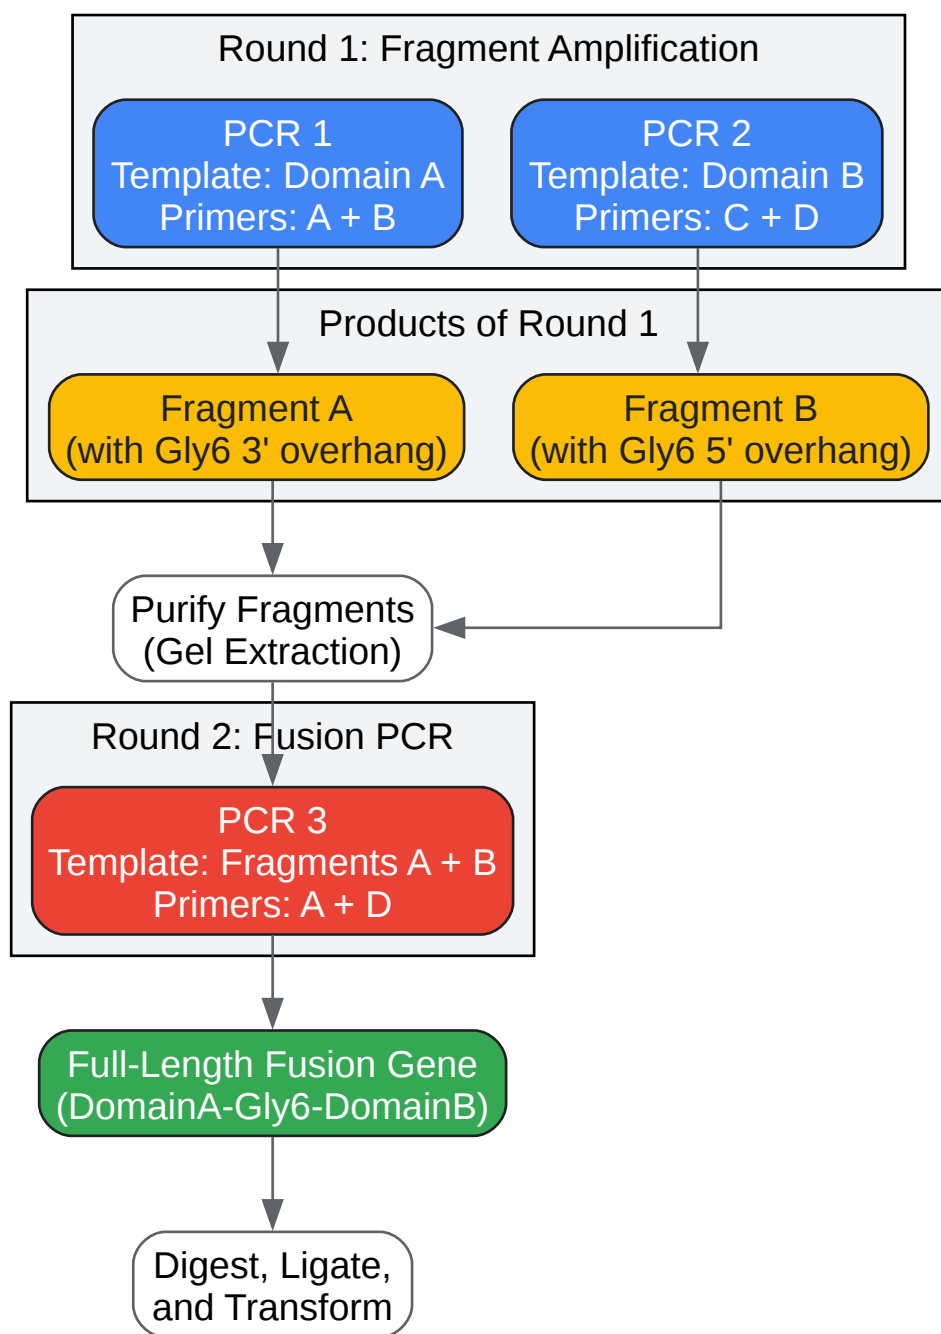 Round 1: Fragment Amplification
PCR 1
Template: Domain A
Primers: A + B
PCR 2
Template: Domain B
Primers: C + D
Products of Round 1
Fragment A
(with Gly6 3' overhang)
Fragment B
(with Gly6 5' overhang)
Purify Fragments
(Gel Extraction)
Round 2: Fusion PCR
PCR 3
Template: Fragments A + B
Primers: A + D
Full-Length Fusion Gene
(DomainA-Gly6-DomainB)
Digest, Ligate,
and Transform